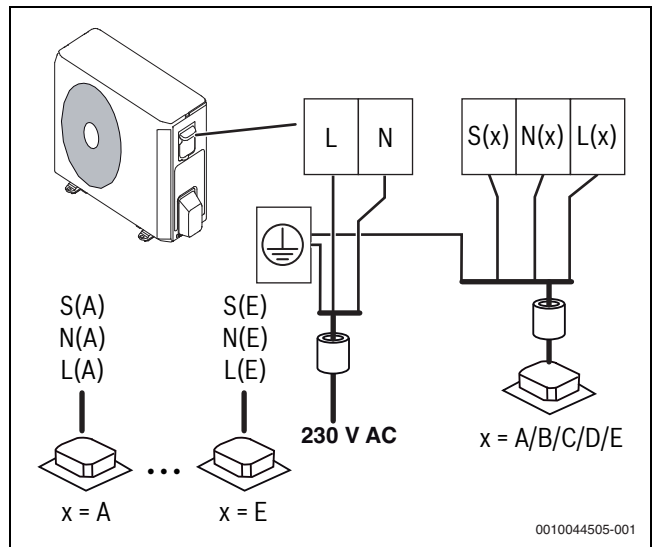 L N
S(x) N(x) L(x)
S(A)
N(A)
L(A)
S(E)
N(E)
L(E)
230 V AC
x = A/B/C/D/E
...
x = A
x = E
0010044505-001